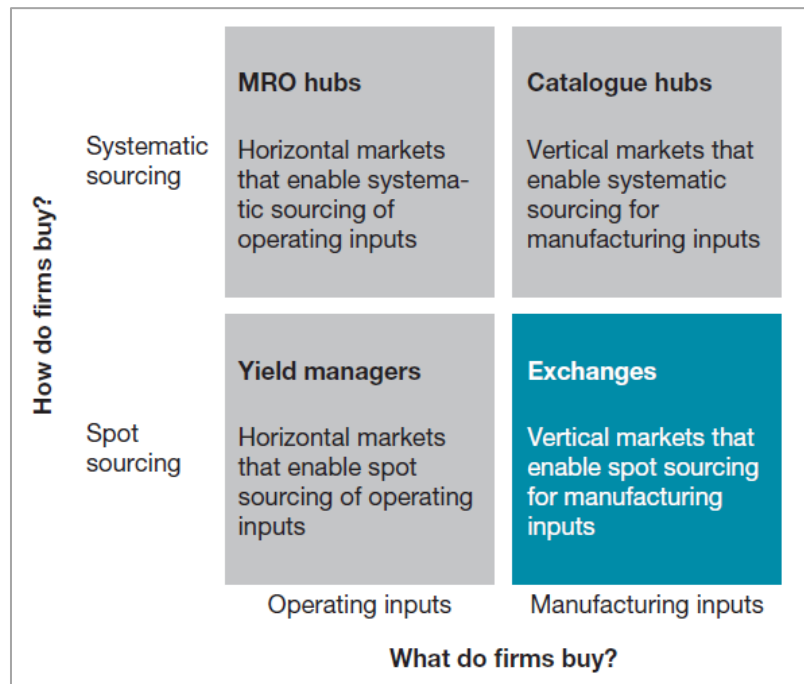 How do firms buy?
Systematic
sourcing
MRO hubs
Horizontal markets
that enable systema-
tic sourcing of
operating inputs
Catalogue hubs
Vertical markets that
enable systematic
sourcing for
manufacturing inputs
Spot
sourcing
Yield managers
Horizontal markets
that enable spot
sourcing of operating
inputs
Exchanges
Vertical markets that
enable spot sourcing
for manufacturing
inputs
Operating inputs
Manufacturing inputs
What do firms buy?